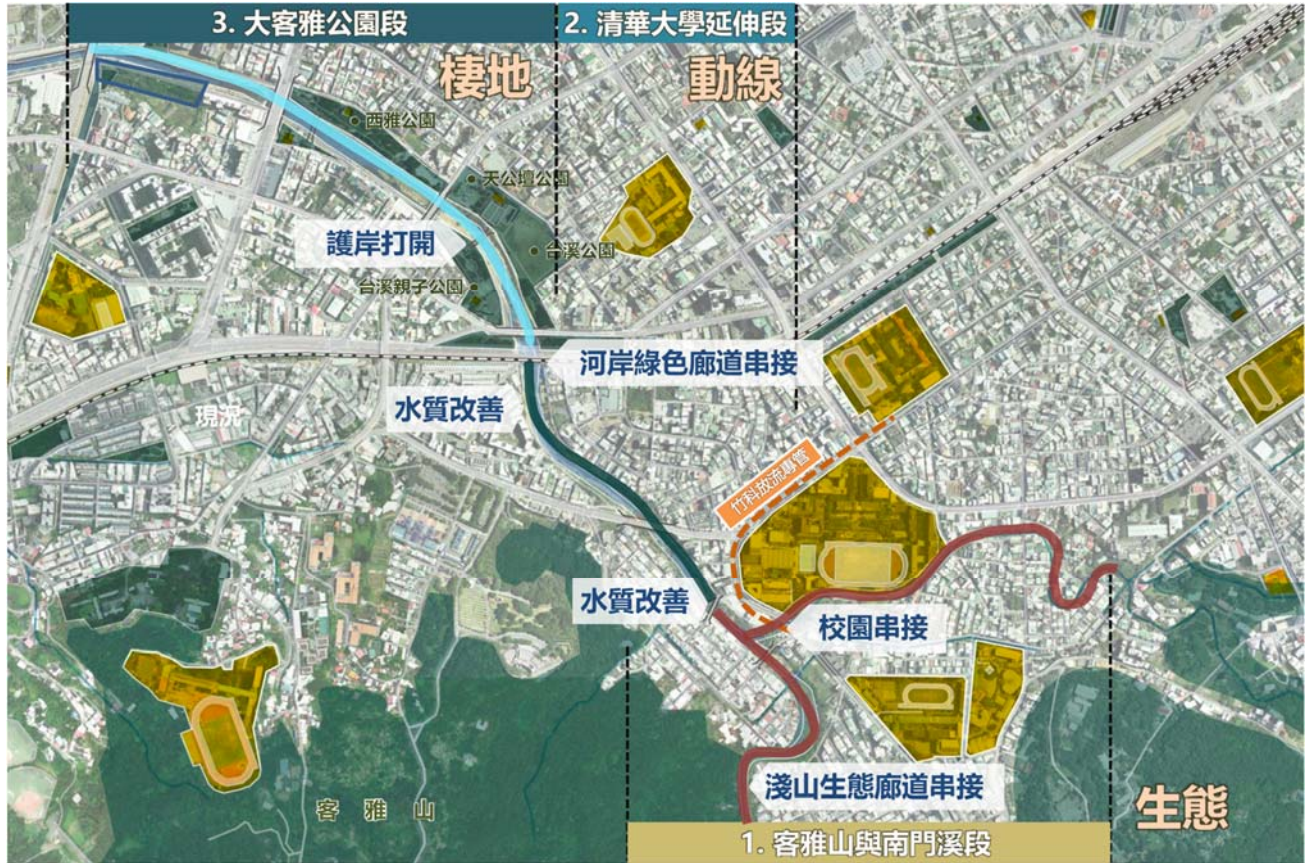 3. 大客雅公園段
2. 清華大學延伸段
棲地
動線
西雅公園
天公壇公園
護岸打開
台溪公園
台溪親子公園
河岸綠色廊道串接
水質改善
現況
竹科放流專管
水質改善
校園串接
淺山生態廊道串接
客雅山
生態
1. 客雅山與南門溪段